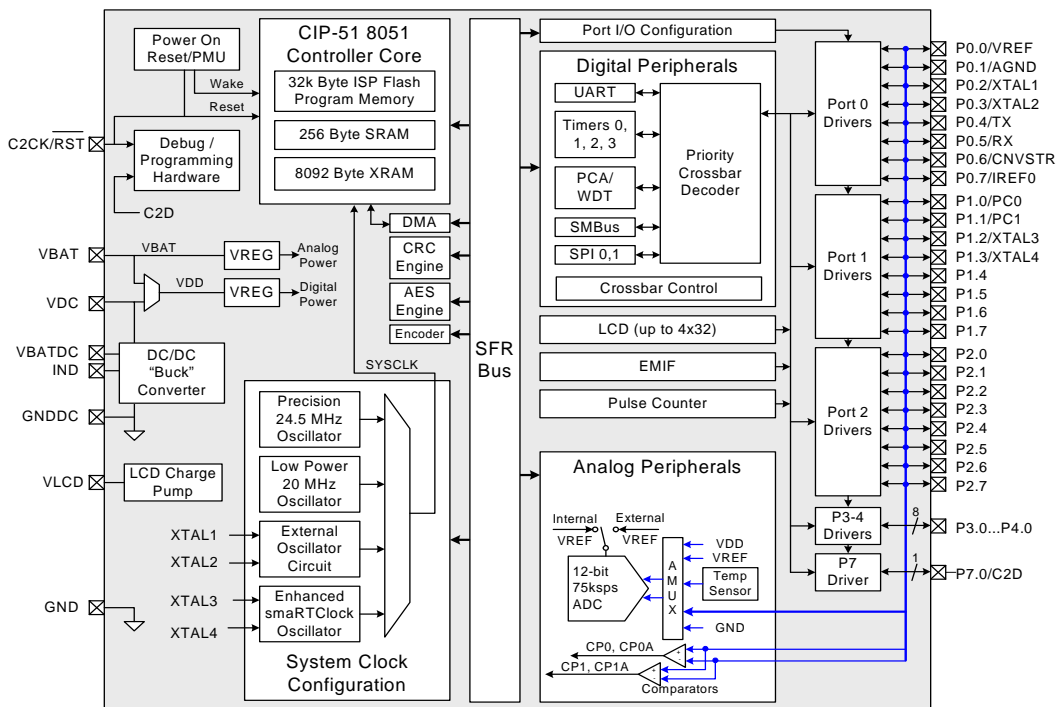 Power On
Reset/PMU
Wake
Reset
C2CK/RST
Debug /
Programming
Hardware
C2D
CIP-51 8051
Controller Core
32k Byte ISP Flash
Program Memory
256 Byte SRAM
8092 Byte XRAM
VBAT
VBAT
VREG
Analog
Power
VDC
VDD
VREG
Digital
Power
VBATDC
IND
DC/DC
“Buck”
Converter
GNDDC
VLCD
LCD Charge
Pump
GND
DMA
CRC
Engine
AES
Engine
Encoder
SYSCLK
Precision
24.5 MHz
Oscillator
Low Power
20 MHz
Oscillator
XTAL1
XTAL2
External
Oscillator
Circuit
XTAL3
XTAL4
Enhanced
smaRTClock
Oscillator
System Clock
Configuration
SFR
Bus
Port I/O Configuration
Digital Peripherals
UART
Timers 0,
1, 2, 3
PCA/
WDT
SMBus
SPI 0,1
Priority
Crossbar
Decoder
Crossbar Control
LCD (up to 4x32)
EMIF
Pulse Counter
Analog Peripherals
Internal
VREF
External
VREF
12-bit
75ksps
ADC
A
M
U
X
VDD
VREF
Temp
Sensor
GND
CP0, CP0A
+
-
CP1, CP1A
+
-
Comparators
Port 0
Drivers
Port 1
Drivers
Port 2
Drivers
P3-4
Drivers
P7
Driver
8
1
P0.0/VREF
P0.1/AGND
P0.2/XTAL1
P0.3/XTAL2
P0.4/TX
P0.5/RX
P0.6/CNVSTR
P0.7/IREF0
P1.0/PC0
P1.1/PC1
P1.2/XTAL3
P1.3/XTAL4
P1.4
P1.5
P1.6
P1.7
P2.0
P2.1
P2.2
P2.3
P2.4
P2.5
P2.6
P2.7
P3.0...P4.0
P7.0/C2D